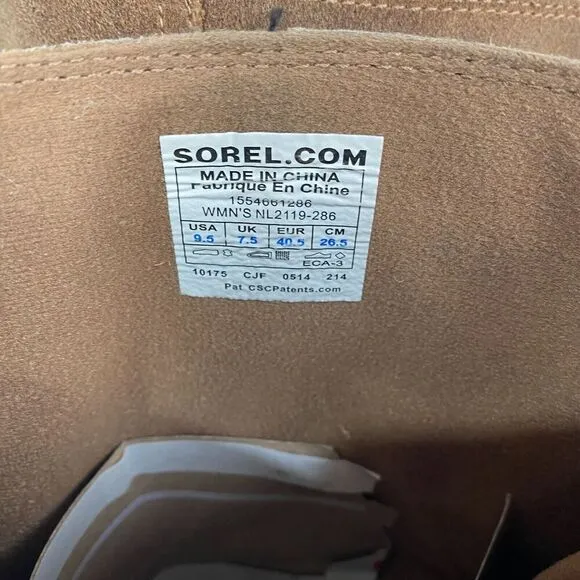 SOREL.COM
MADE IN CHINA
Fabrique En Chine
1554661286
WMN'S NL2119-286
USA UK EUR CM
9.5 7.5 40.5 26.5
ECA-3
10175 CJF 0514 214
Pat. CSCPatents.com